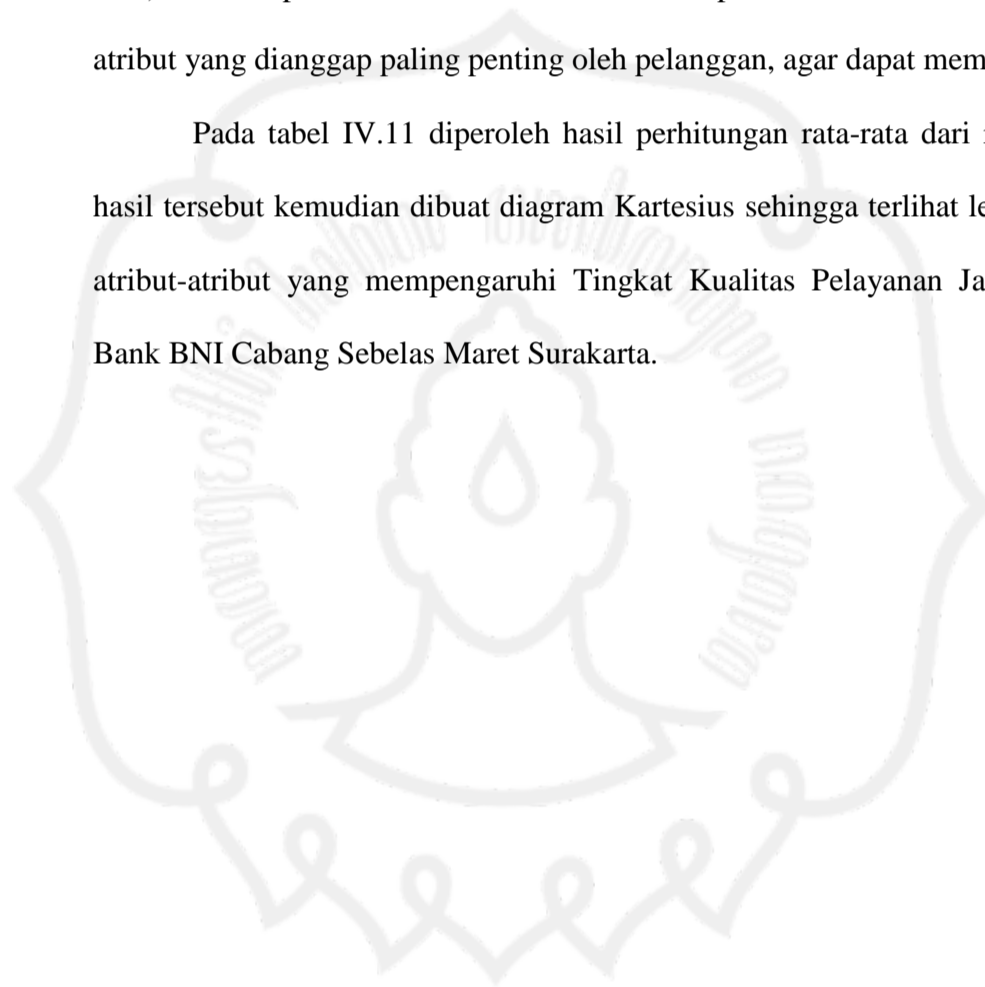 atribut yang dianggap paling penting oleh pelanggan, agar dapat mem
Pada tabel IV.11 diperoleh hasil perhitungan rata-rata dari
hasil tersebut kemudian dibuat diagram Kartesius sehingga terlihat le
atribut-atribut yang mempengaruhi Tingkat Kualitas Pelayanan Ja
Bank BNI Cabang Sebelas Maret Surakarta.